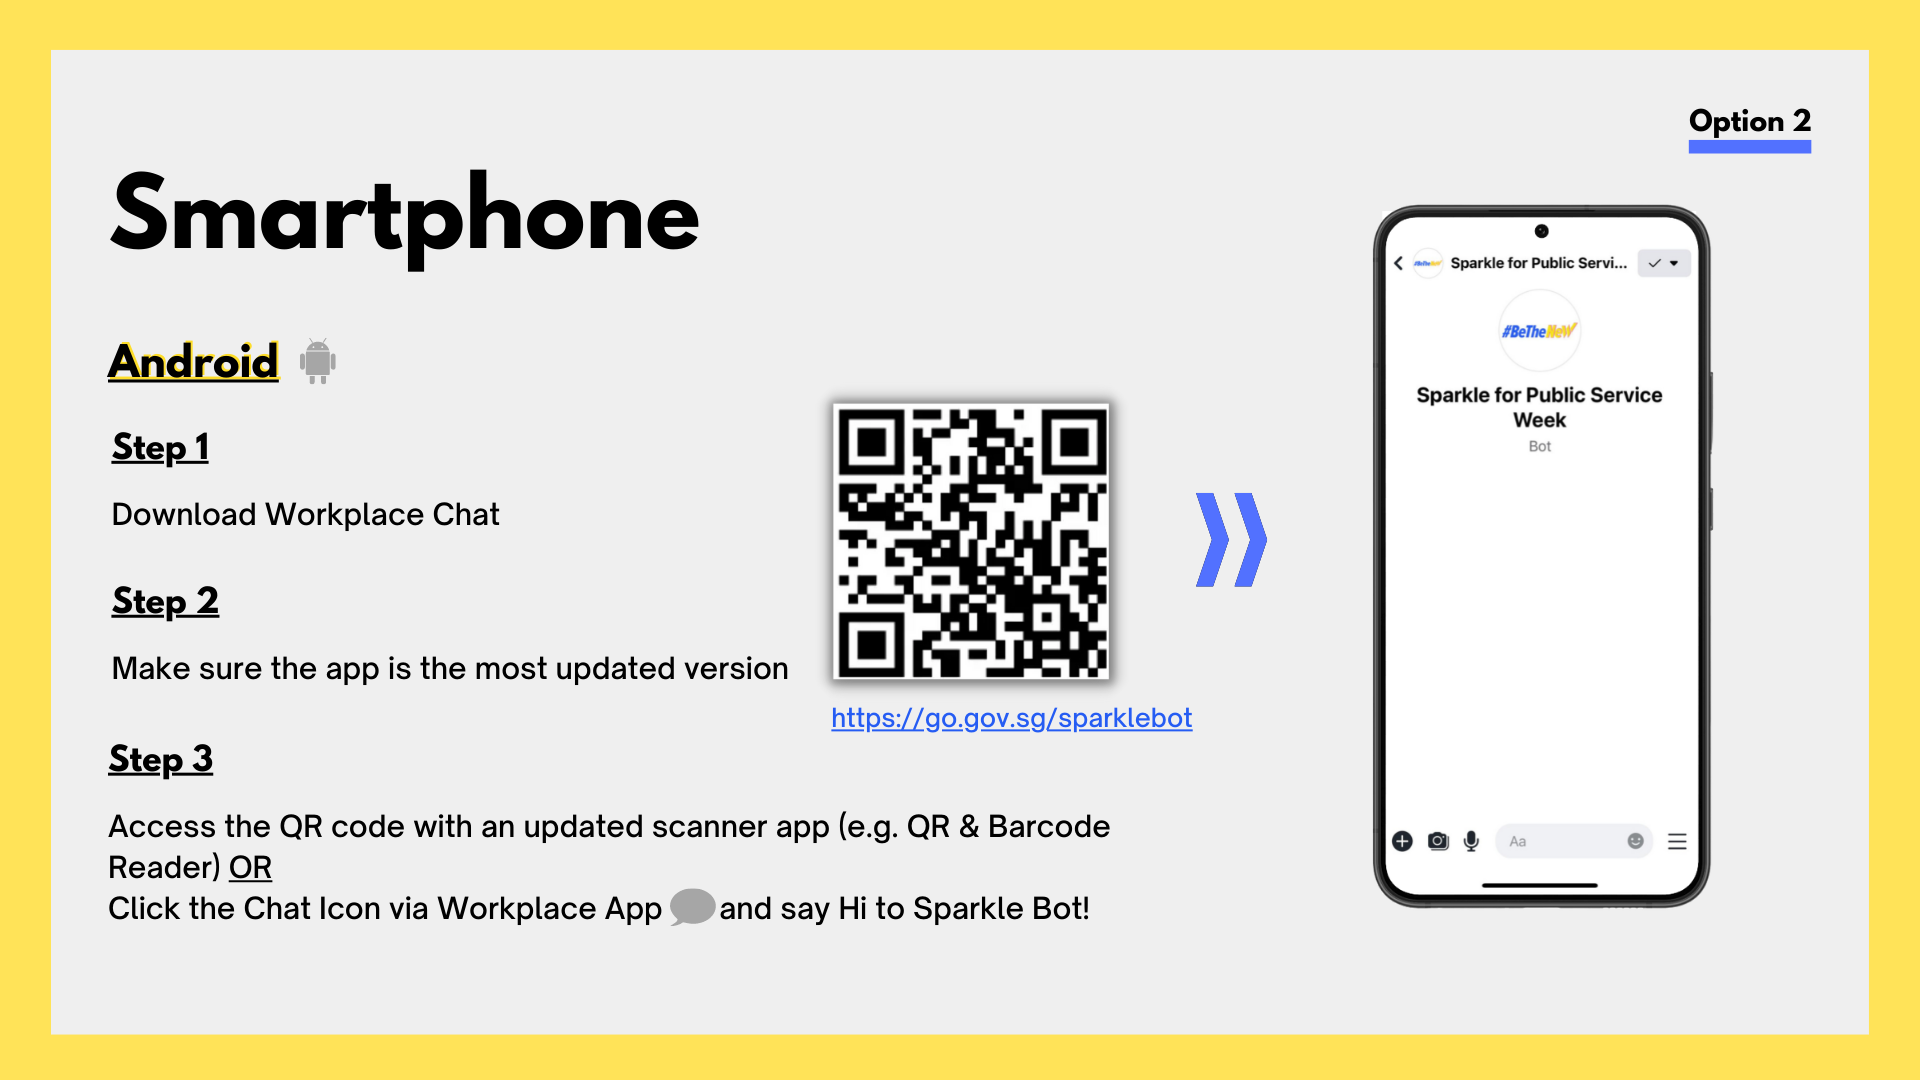 Option 2
Smartphone
Android
Step 1
Download Workplace Chat
Step 2
Make sure the app is the most updated version
https://go.gov.sg/sparklebot
Step 3
Access the QR code with an updated scanner app (e.g. QR & Barcode
Reader) OR
Click the Chat Icon via Workplace App and say Hi to Sparkle Bot!
Sparkle for Public Servi...
#BeTheNeW
Sparkle for Public Service
Week
Bot
Aa